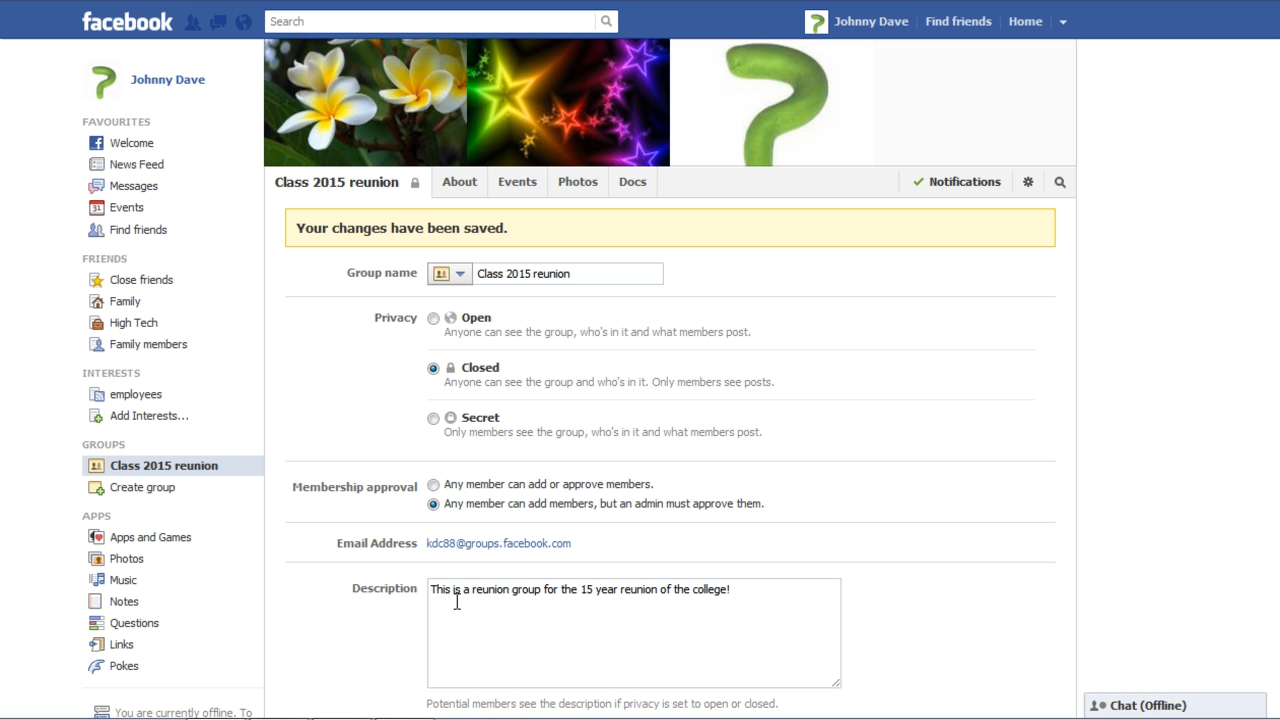 facebook
Search
Johnny Dave
Find friends
Home
Johnny Dave
FAVOURITES
Welcome
News Feed
Messages
31 Events
Find friends
FRIENDS
Close friends
Family
High Tech
Family members
INTERESTS
employees
Add Interests...
GROUPS
Class 2015 reunion
Create group
APPS
Apps and Games
Photos
Music
Notes
Questions
Links
Pokes
You are currently offline. To
Class 2015 reunion
About
Events
Photos
Docs
Notifications
Your changes have been saved.
Group name
Class 2015 reunion
Privacy
Open
Anyone can see the group, who's in it and what members post.
Closed
Anyone can see the group and who's in it. Only members see posts.
Secret
Only members see the group, who's in it and what members post.
Membership approval
Any member can add or approve members.
Any member can add members, but an admin must approve them.
Email Address
kdc88@groups.facebook.com
Description
This is a reunion group for the 15 year reunion of the college!
Potential members see the description if privacy is set to open or closed.
Chat (Offline)